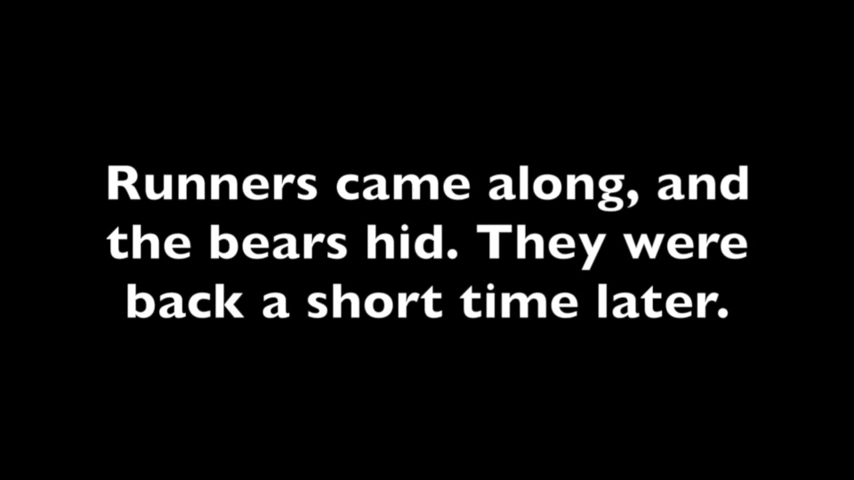 Runners came along, and
the bears hid. They were
back a short time later.